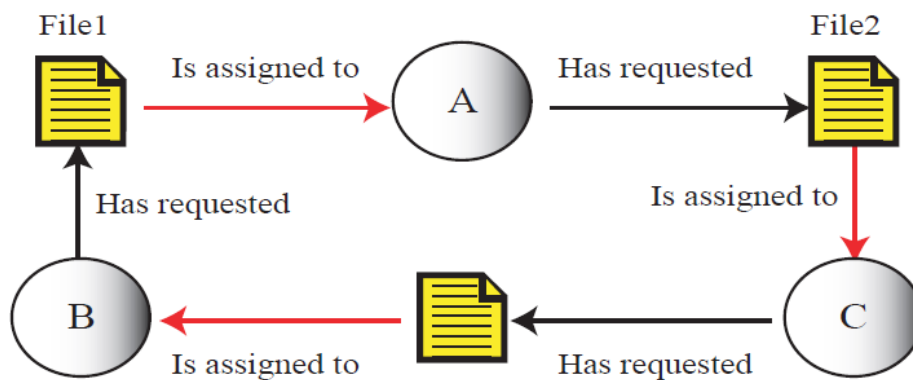 File1
File2
Is assigned to
Has requested
A
Has requested
Is assigned to
B
C
Is assigned to
Has requested